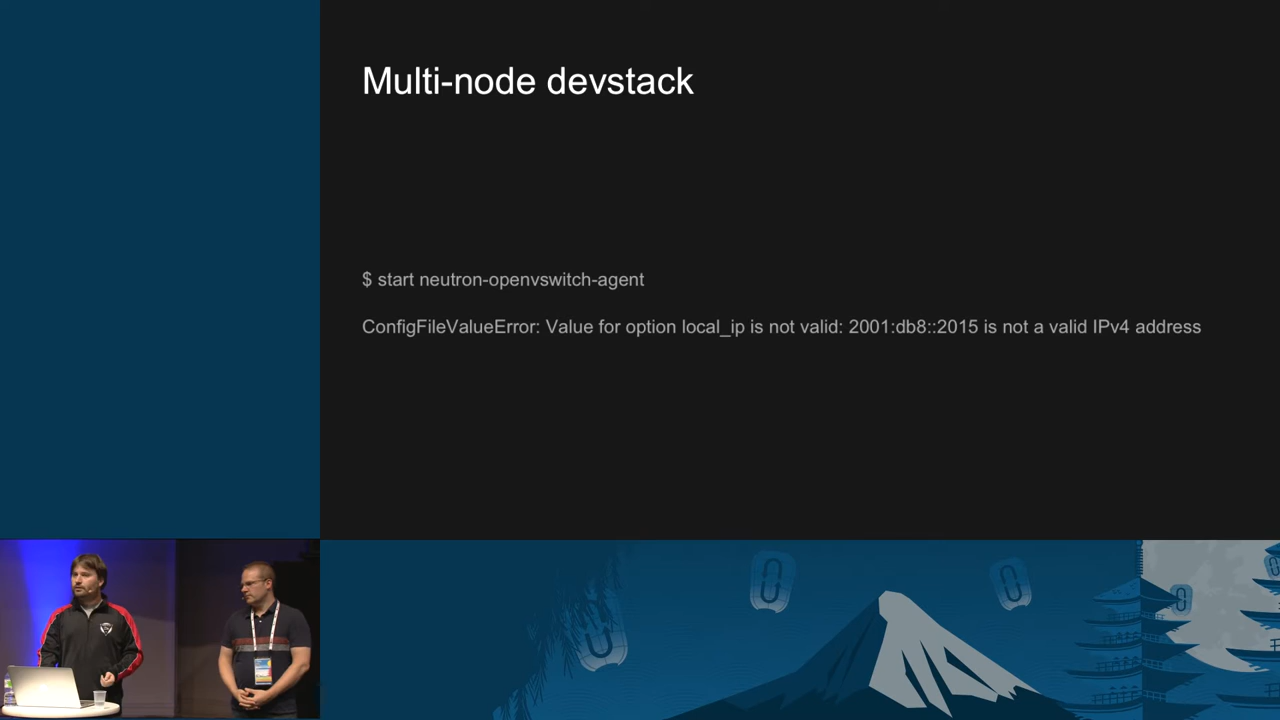 Multi-node devstack
$ start neutron-openvswitch-agent
ConfigFileValueError: Value for option local_ip is not valid: 2001:db8::2015 is not a valid IPv4 address